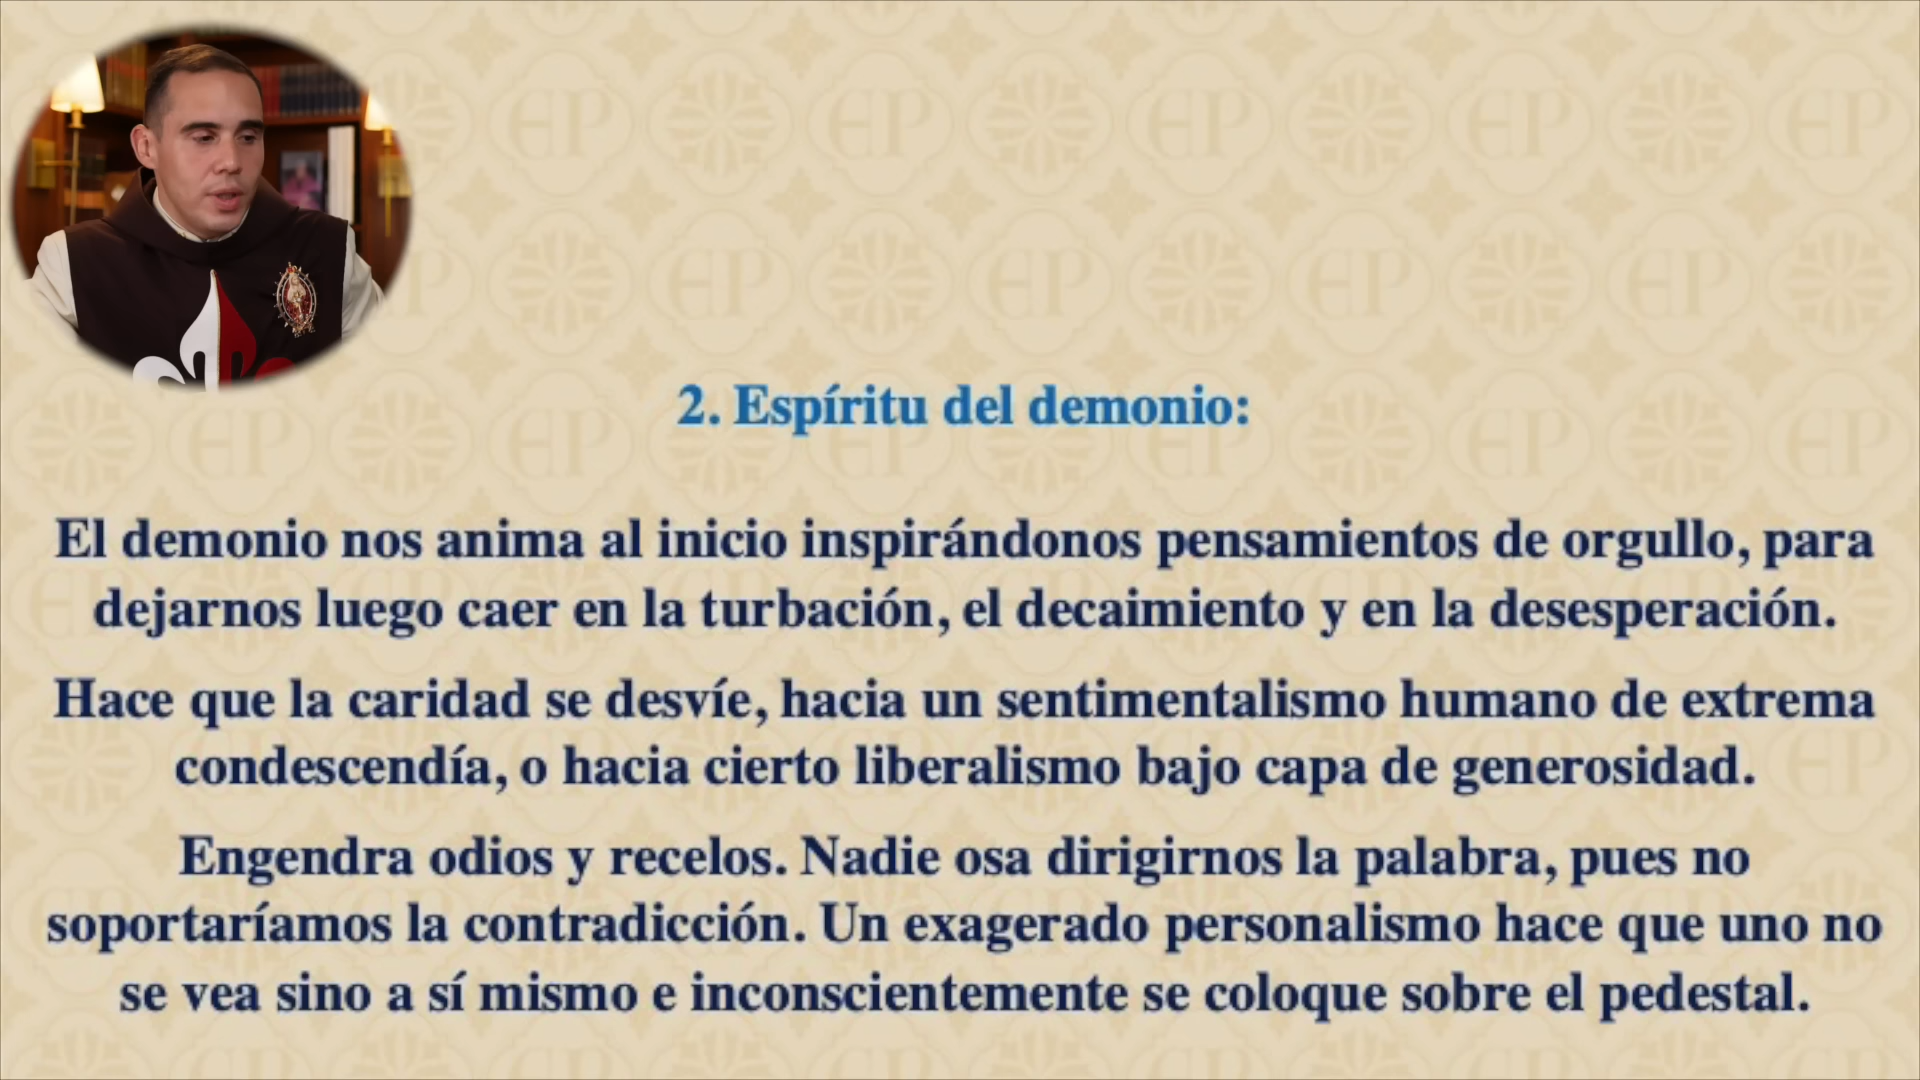 2. Espíritu del demonio:
El demonio nos anima al inicio inspirándonos pensamientos de orgullo, para
dejarnos luego caer en la turbación, el decaimiento y en la desesperación.
Hace que la caridad se desvíe, hacia un sentimentalismo humano de extrema
condescendía, o hacia cierto liberalismo bajo capa de generosidad.
Engendra odios y recelos. Nadie osa dirigirnos la palabra, pues no
soportaríamos la contradicción. Un exagerado personalismo hace que uno no
se vea sino a sí mismo e inconscientemente se coloque sobre el pedestal.